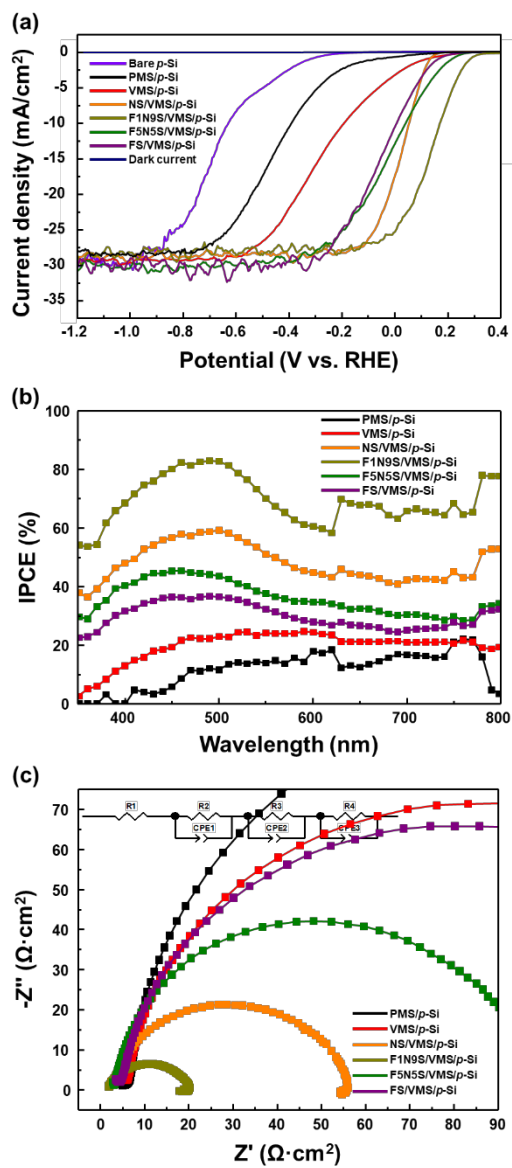 (a)
Current density (mA/cm²)
0
-5
-10
-15
-20
-25
-30
-35
Bare p-Si
PMS/p-Si
VMS/p-Si
NS/VMS/p-Si
F1N9S/VMS/p-Si
F5N5S/VMS/p-Si
FS/VMS/p-Si
Dark current
-1.2 -1.0 -0.8 -0.6 -0.4 -0.2 0.0 0.2 0.4
Potential (V vs. RHE)
(b)
IPCE (%)
100
80
60
40
20
0
PMS/p-Si
VMS/p-Si
NS/VMS/p-Si
F1N9S/VMS/p-Si
F5N5S/VMS/p-Si
FS/VMS/p-Si
400 500 600 700 800
Wavelength (nm)
(c)
-Z'' (Ω·cm²)
70
60
50
40
30
20
10
0
R1 R2 R3 R4
CPE1 CPE2 CPE3
PMS/p-Si
VMS/p-Si
NS/VMS/p-Si
F1N9S/VMS/p-Si
F5N5S/VMS/p-Si
FS/VMS/p-Si
0 10 20 30 40 50 60 70 80 90
Z' (Ω·cm²)